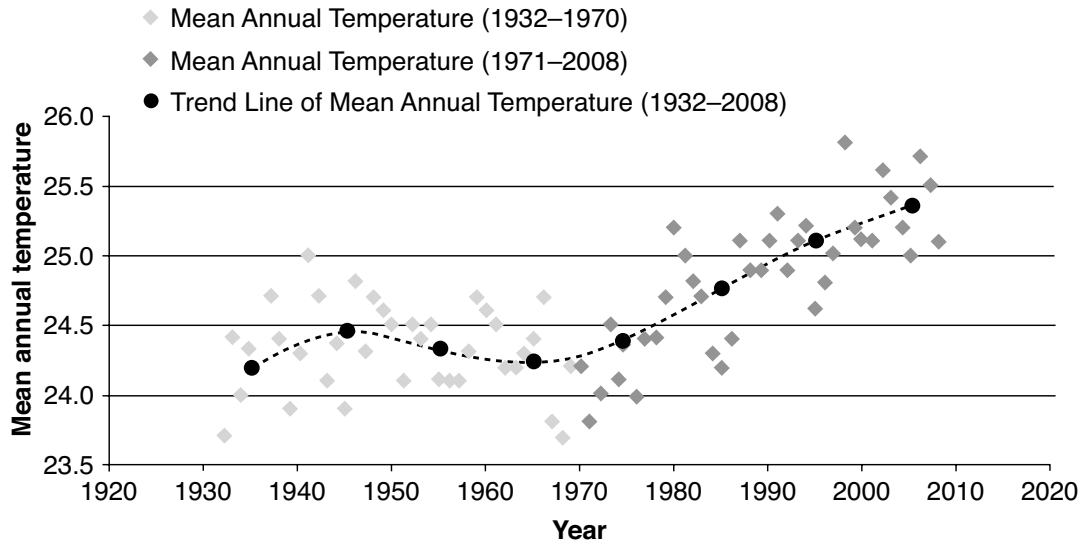 Mean Annual Temperature (1932–1970)
Mean Annual Temperature (1971–2008)
Trend Line of Mean Annual Temperature (1932–2008)
Mean annual temperature
26.0
25.5
25.0
24.5
24.0
23.5
1920 1930 1940 1950 1960 1970 1980 1990 2000 2010 2020
Year